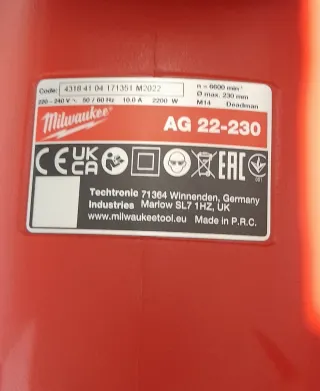 Code: 4318 41 04 171351 M2022
n = 6600 min⁻¹
Ø max. 230 mm
220 - 240 V ~ 50 / 60 Hz 10.0 A 2200 W M14 Deadman
Milwaukee
AG 22-230
CE UK CA EAC
Techtronic 71364 Winnenden, Germany
Industries Marlow SL7 1HZ, UK
www.milwaukeetool.eu Made in P.R.C.